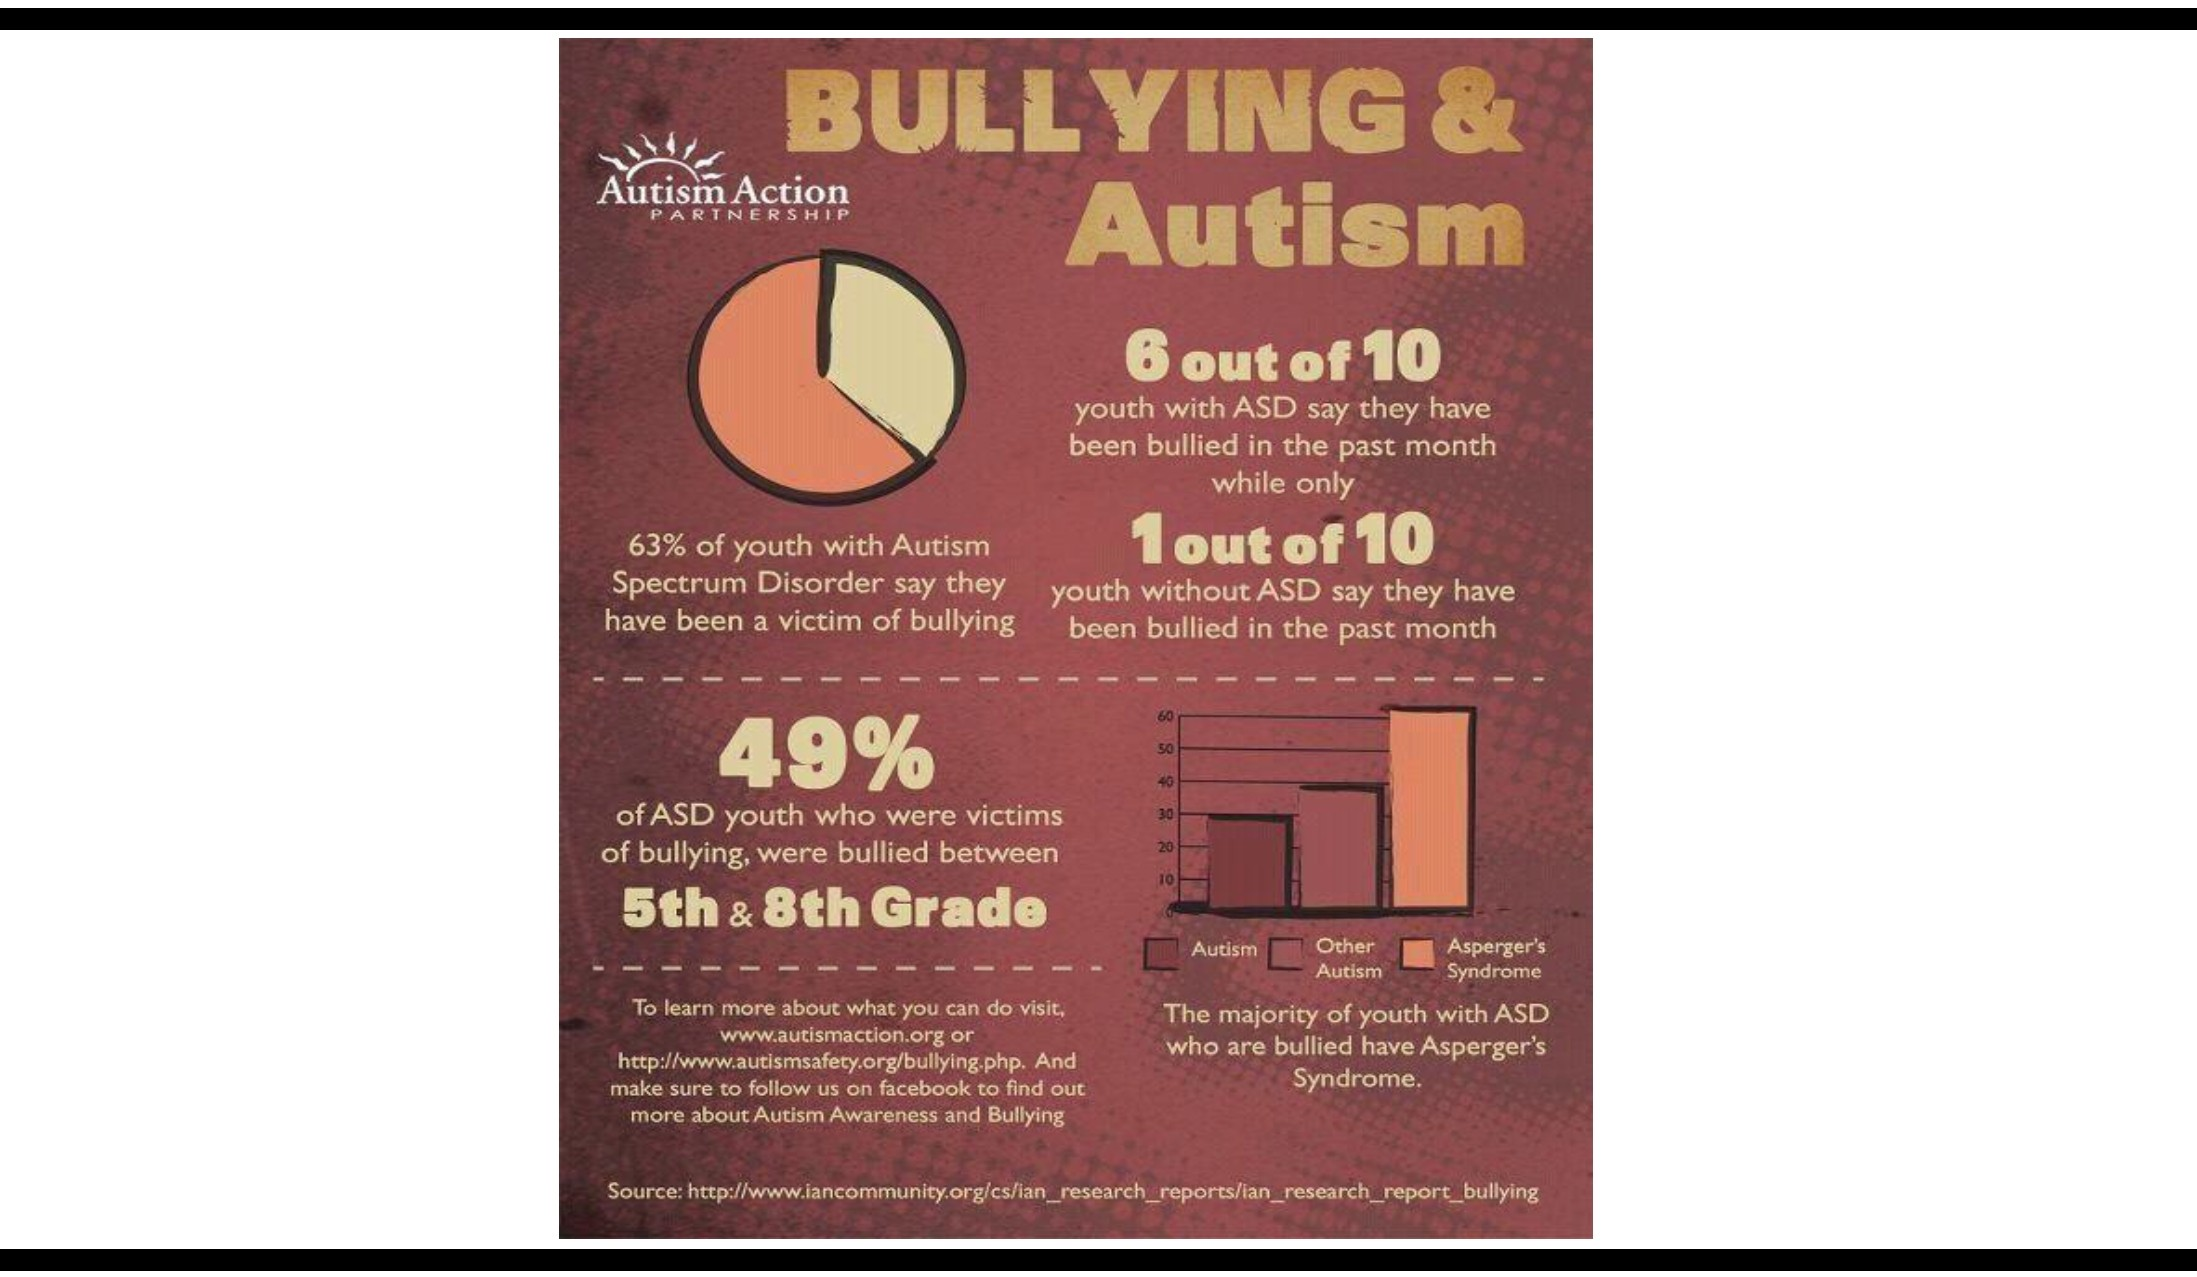 BULLYING &
Autism
Autism Action
PARTNERSHIP
63% of youth with Autism
Spectrum Disorder say they
have been a victim of bullying
6 out of 10
youth with ASD say they have
been bullied in the past month
while only
1 out of 10
youth without ASD say they have
been bullied in the past month
49%
of ASD youth who were victims
of bullying, were bullied between
5th & 8th Grade
60
50
40
30
20
10
0
Autism
Other
Autism
Asperger's
Syndrome
The majority of youth with ASD
who are bullied have Asperger's
Syndrome.
To learn more about what you can do visit,
www.autismaction.org or
http://www.autismsafety.org/bullying.php. And
make sure to follow us on facebook to find out
more about Autism Awareness and Bullying
Source: http://www.iancommunity.org/cs/ian_research_reports/ian_research_report_bullying